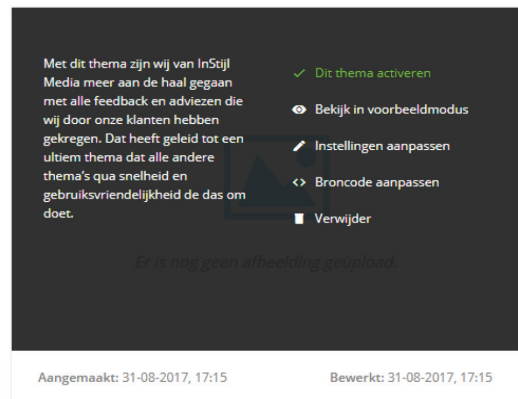 Met dit thema zijn wij van InStijl
Media meer aan de haal gegaan
met alle feedback en adviezen die
wij door onze klanten hebben
gekregen. Dat heeft geleid tot een
ultiem thema dat alle andere
thema's qua snelheid en
gebruiksvriendelijkheid de das om
doet.
Dit thema activeren
Bekijk in voorbeeldmodus
Instellingen aanpassen
Broncode aanpassen
Verwijder
Er is nog geen afbeelding geüpload.
Aangemaakt: 31-08-2017, 17:15
Bewerkt: 31-08-2017, 17:15